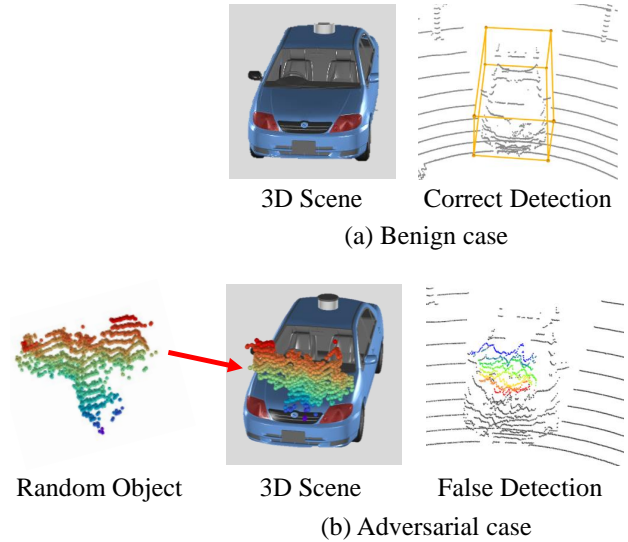 3D Scene Correct Detection
(a) Benign case
Random Object 3D Scene False Detection
(b) Adversarial case